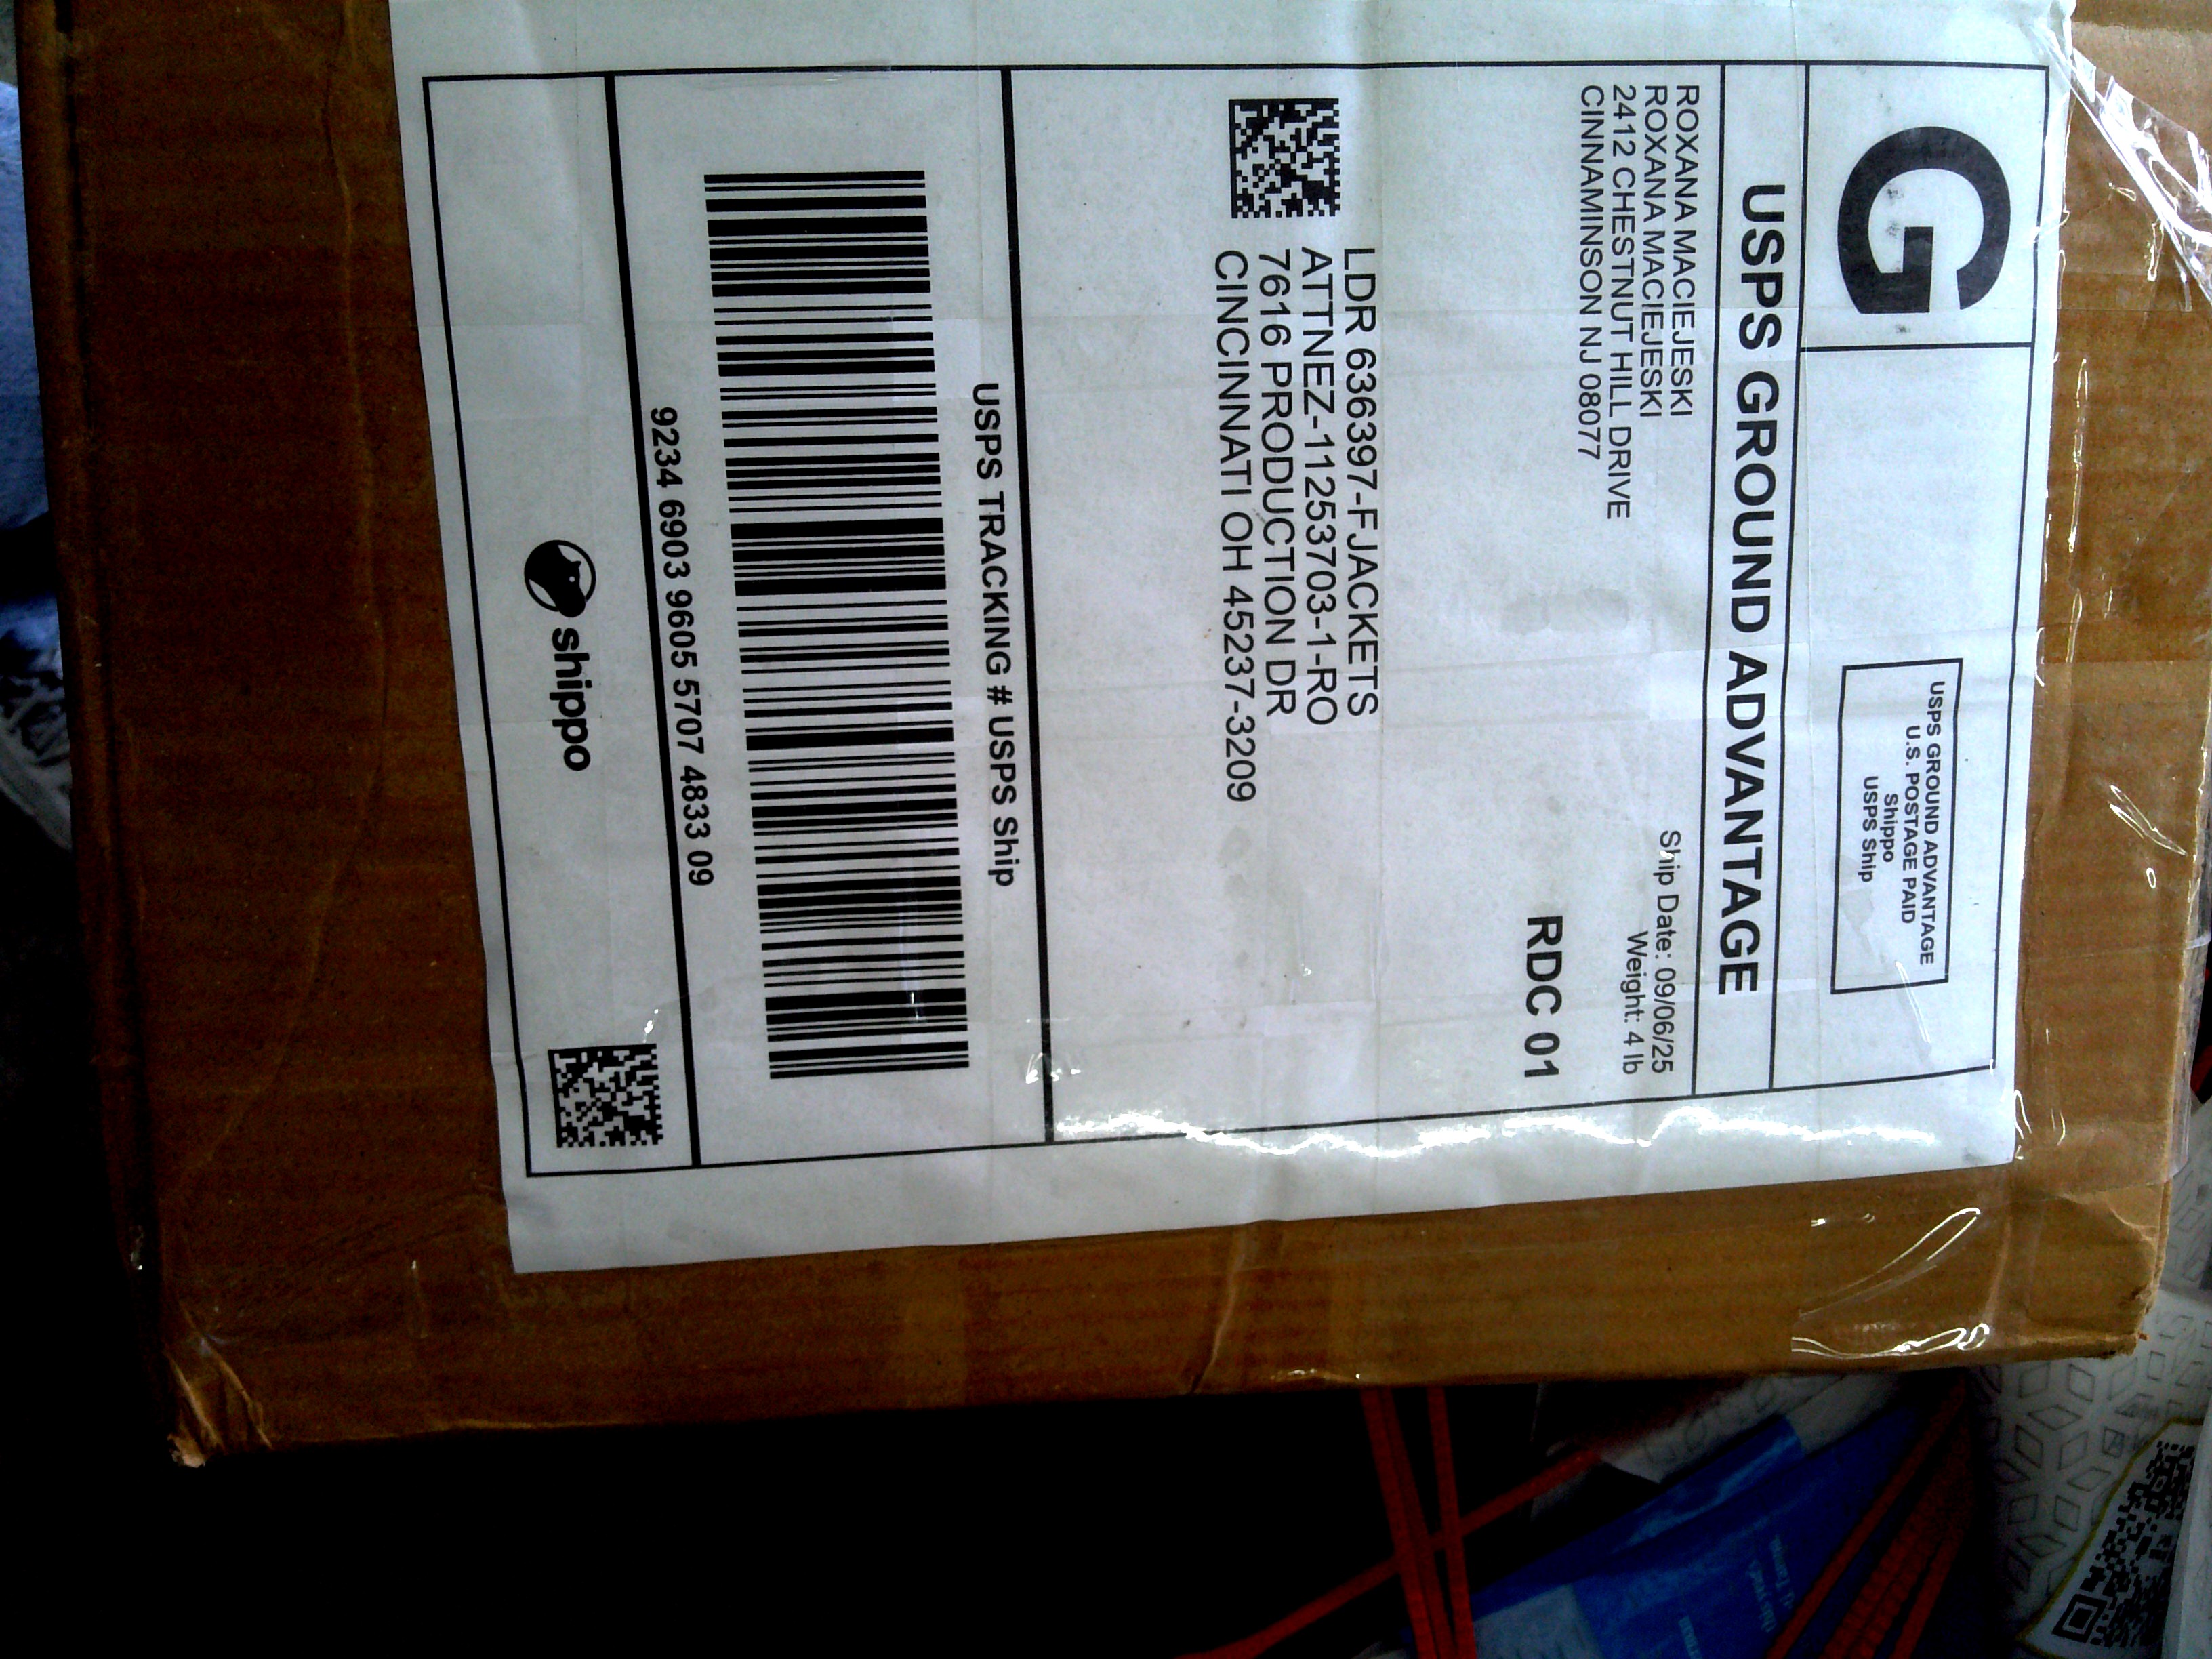 G
USPS GROUND ADVANTAGE
U.S. POSTAGE PAID
Shippo
USPS Ship
USPS GROUND ADVANTAGE
ROXANA MACIEJESKI
ROXANA MACIEJESKI
2412 CHESTNUT HILL DRIVE
CINNAMINSON NJ 08077
Ship Date: 09/06/25
Weight: 4 lb
RDC 01
LDR 636397-FJACKETS
ATTNEZ-11253703-1-RO
7616 PRODUCTION DR
CINCINNATI OH 45237-3209
USPS TRACKING # USPS Ship
9234 6903 9605 5707 4833 09
shippo